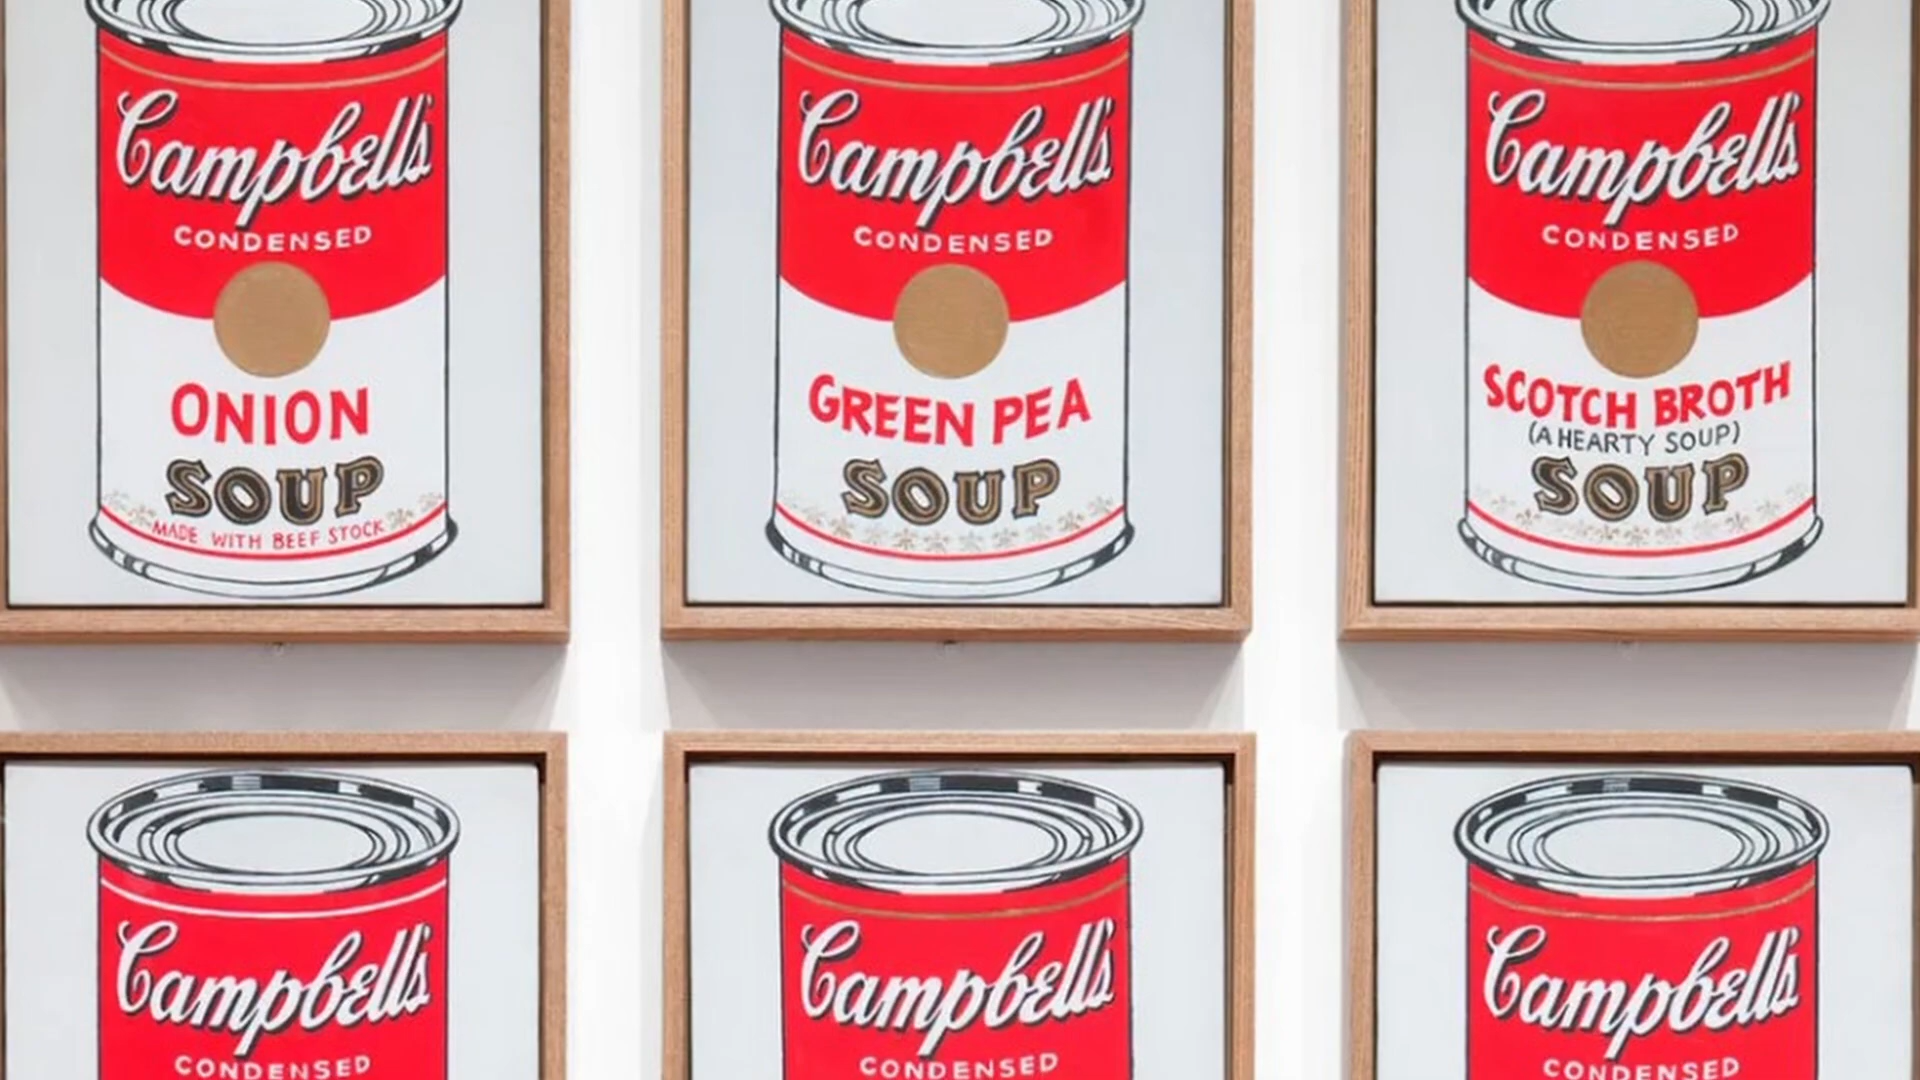 Campbell's
CONDENSED
ONION
SOUP
MADE WITH BEEF STOCK
Campbell's
CONDENSED
GREEN PEA
SOUP
Campbell's
CONDENSED
SCOTCH BROTH
(A HEARTY SOUP)
SOUP
Campbell's
CONDENSED
Campbell's
CONDENSED
Campbell's
CONDENSED